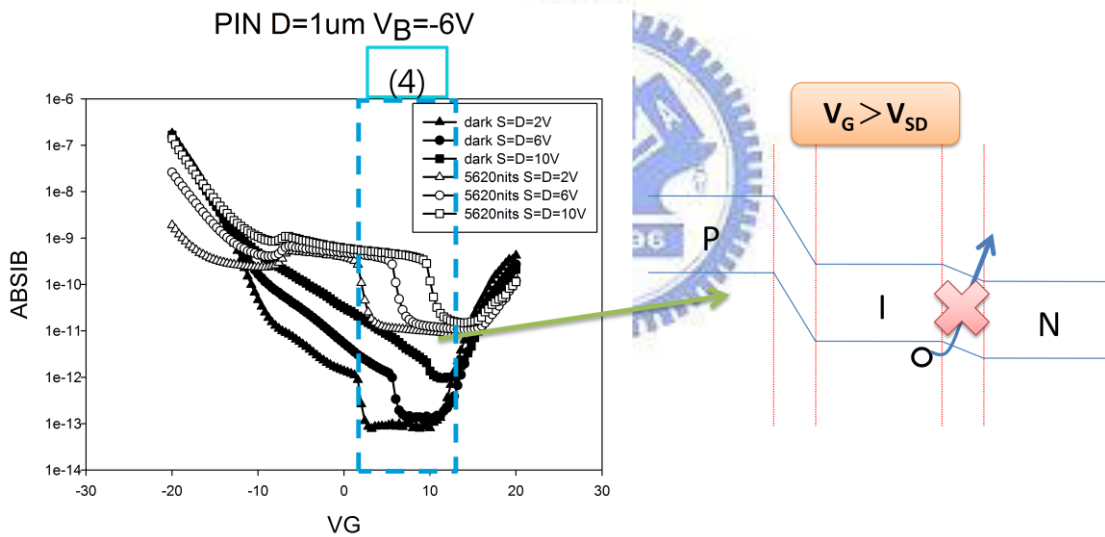 PIN D=1um VB=-6V
(4)
1e-6
1e-7
1e-8
1e-9
1e-10
1e-11
1e-12
1e-13
1e-14
ABSIB
dark S=D=2V
dark S=D=6V
dark S=D=10V
5620nits S=D=2V
5620nits S=D=6V
5620nits S=D=10V
-30
-20
-10
0
10
20
30
VG
VG > VSD
P
I
N
96